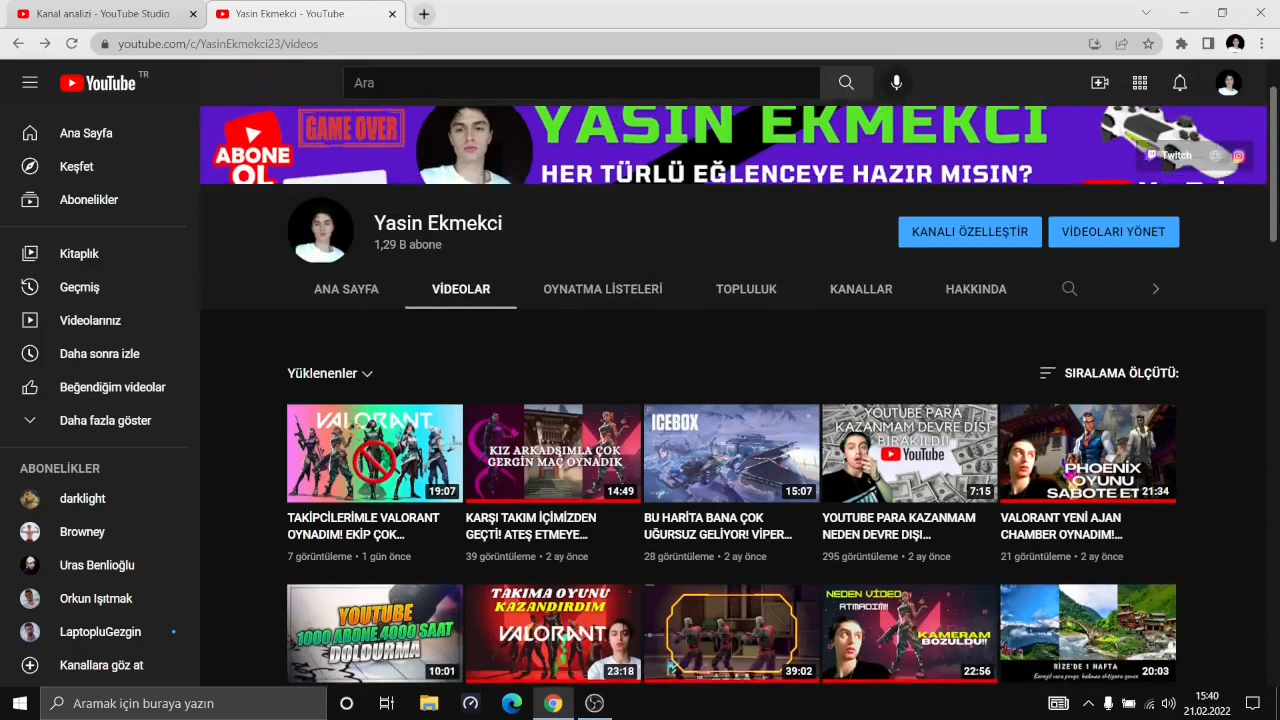 Kanal özeti - YouTube Studio
Yasin Ekmekci - YouTube
youtube.com/c/YasinEkmekci23/videos
YouTube TR
Ara
Ana Sayfa
Keşfet
Abonelikler
Kitaplık
Geçmiş
Videolarınız
Daha sonra izle
Beğendiğim videolar
Daha fazla göster
ABONELİKLER
darklight
Browney
Uras Benlioğlu
Orkun Işıtmak
LaptopluGezgin
Kanallara göz at
ABONE
OL
GAME OVER
YASIN EKMEKCI
HER TÜRLÜ EĞLENCEYE HAZIR MISIN?
Twitch
Yasin Ekmekci
1,29 B abone
KANALI ÖZELLEŞTİR
VİDEOLARI YÖNET
ANA SAYFA
VİDEOLAR
OYNATMA LİSTELERİ
TOPLULUK
KANALLAR
HAKKINDA
Yüklenenler
SIRALAMA ÖLÇÜTÜ:
VALORANT
19:07
TAKİPCİLERİMLE VALORANT
OYNADIM! EKİP ÇOK...
7 görüntüleme • 1 gün önce
KIZ ARKADŞIMLA ÇOK
GERGİN MAÇ OYNADIK
14:49
KARŞI TAKIM İÇİMİZDEN
GEÇTİ! ATEŞ ETMEYE...
39 görüntüleme • 2 ay önce
ICEBOX
15:07
BU HARİTA BANA ÇOK
UĞURSUZ GELİYOR! VİPER...
28 görüntüleme • 2 ay önce
YOUTUBE PARA
KAZANMAM DEVRE DIŞI
BIRAKILDI!
YouTube
7:15
YOUTUBE PARA KAZANMAM
NEDEN DEVRE DIŞI...
295 görüntüleme • 2 ay önce
PHOENİX
OYUNU
SABOTE ET
21:34
VALORANT YENİ AJAN
CHAMBER OYNADIM!...
21 görüntüleme • 2 ay önce
YOUTUBE
1000 ABONE 4000 SAAT
DOLDURMA
10:01
TAKIMA OYUNU
KAZANDIRDIM
VALORANT
23:18
39:02
NEDEN VİDEO
ATMADIM!!
KAMERAM
BOZULDU!!
22:56
RİZE'DE 1 HAFTA
20:03
Aramak için buraya yazın
15:40
21.02.2022